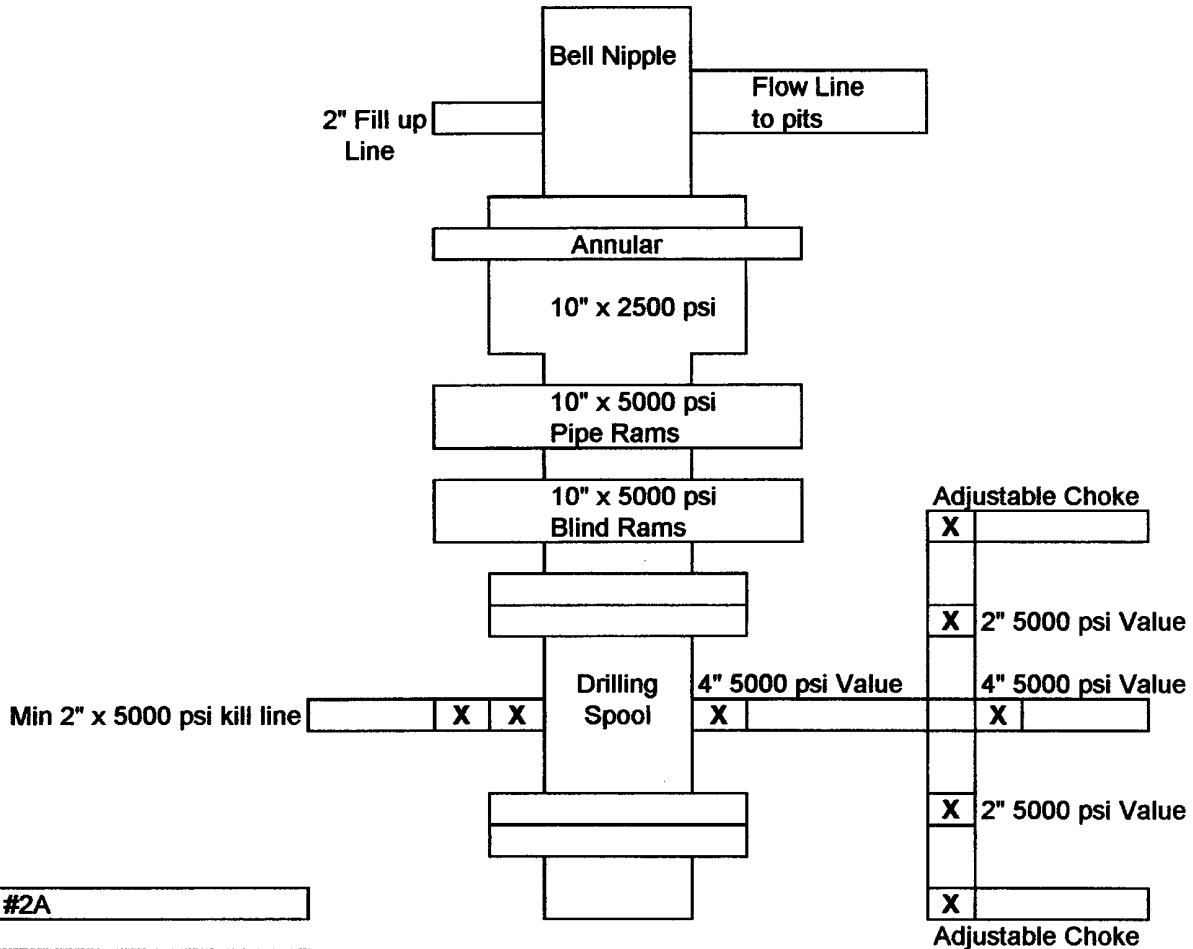 Bell Nipple
Flow Line
to pits
2" Fill up
Line
Annular
10" x 2500 psi
10" x 5000 psi
Pipe Rams
10" x 5000 psi
Blind Rams
Adjustable Choke
X
X 2" 5000 psi Value
Drilling
Spool
4" 5000 psi Value
4" 5000 psi Value
Min 2" x 5000 psi kill line
X X
X
X
X 2" 5000 psi Value
#2A
X
Adjustable Choke